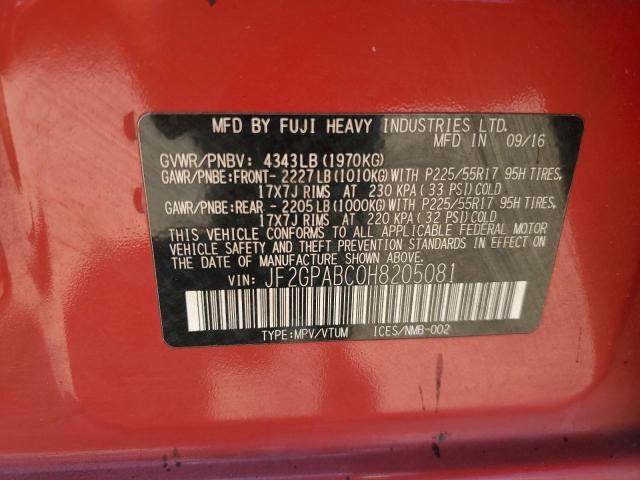 MFD BY FUJI HEAVY INDUSTRIES LTD.
MFD IN 09/16
GVWR/PNBV: 4343LB (1970KG)
GAWR/PNBE:FRONT- 2227LB (1010KG) WITH P225/55R17 95H TIRES,
17X7J RIMS AT 230 KPA (33 PSI) COLD
GAWR/PNBE:REAR - 2205LB (1000KG) WITH P225/55R17 95H TIRES,
17X7J RIMS AT 220 KPA (32 PSI) COLD
THIS VEHICLE CONFORMS TO ALL APPLICABLE FEDERAL MOTOR
VEHICLE SAFETY AND THEFT PREVENTION STANDARDS IN EFFECT
ON THE DATE OF MANUFACTURE SHOWN ABOVE.
VIN: JF2GPABC0H8205081
TYPE:MPV/VTUM ICES/NMB-002